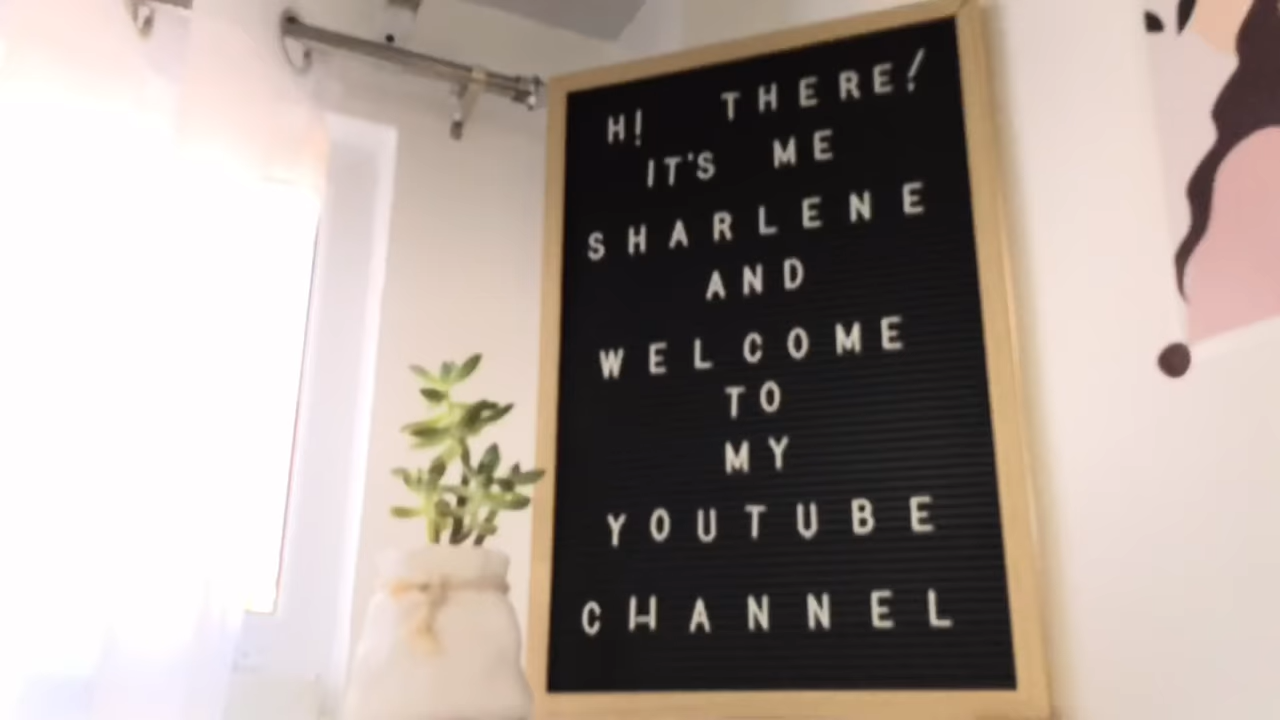 HI THERE!
IT'S ME
SHARLENE
AND
WELCOME
TO
MY
YOUTUBE
CHANNEL